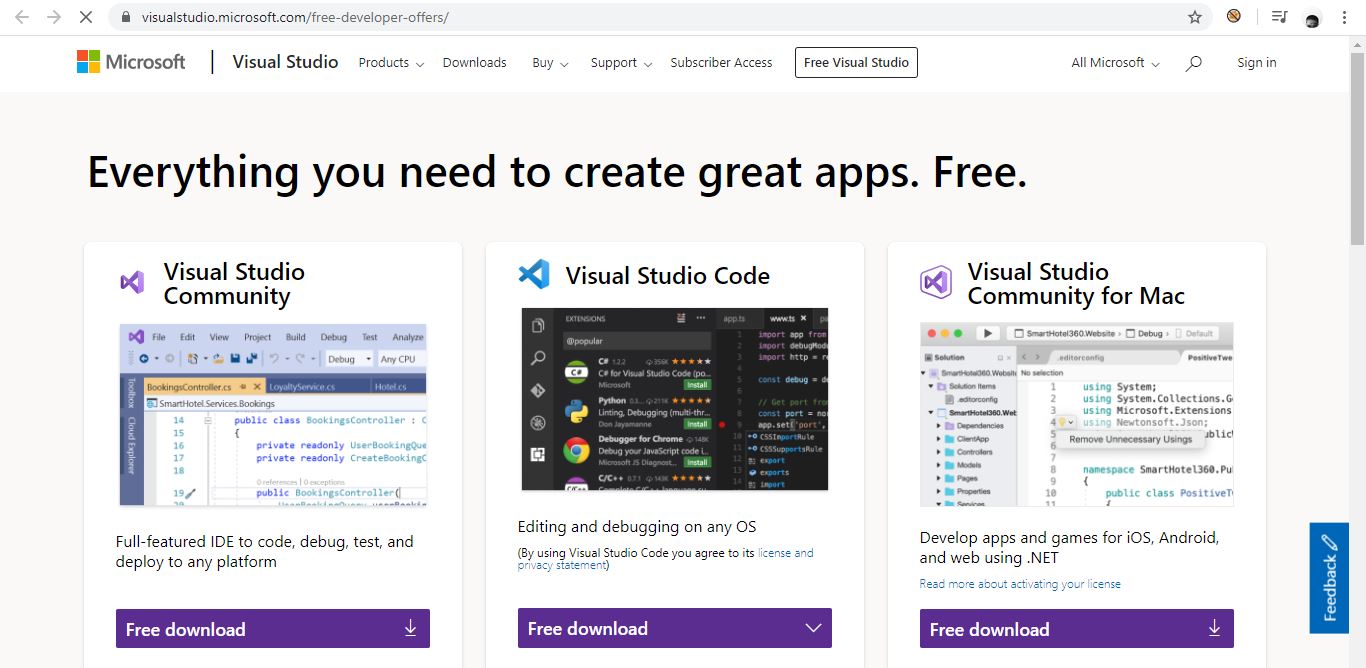 visualstudio.microsoft.com/free-developer-offers/
Microsoft Visual Studio Products Downloads Buy Support Subscriber Access Free Visual Studio All Microsoft Sign in
Everything you need to create great apps. Free.
Visual Studio
Community
File Edit View Project Build Debug Test Analyze
Debug Any CPU
Toolbox
Cloud Explorer
BookingsController.cs LoyaltyService.cs Hotel.cs
SmartHotel.Services.Bookings
14 public class BookingsController : C
15 {
16 private readonly UserBookingQue
17 private readonly CreateBookingC
18
0 references | 0 exceptions
19 public BookingsController(
Full-featured IDE to code, debug, test, and
deploy to any platform
Free download
Visual Studio Code
EXTENSIONS
@popular
C# 1.2.2 356K
C# for Visual Studio Code (po...
Microsoft Install
Python 0.3... 211K
Linting, Debugging (multi-thr...
Don Jayamanne Install
Debugger for Chrome 148K
Debug your JavaScript code i...
Microsoft JS Diagnost... Install
C/C++ 0.7.1 143K
app.ts www.ts
1 import app from
2 import debugModu
3 import http = re
4
5 const debug = de
6
7 // Get port from
8 const port = nor
9 app.set('port',
10 CSSImportRule
11 CSSSupportsRule
12 export
13 exports
14 import
Editing and debugging on any OS
(By using Visual Studio Code you agree to its license and
privacy statement)
Free download
Visual Studio
Community for Mac
SmartHotel360.Website Debug Default
Solution
.editorconfig PositiveTwe
SmartHotel360.Websit
No selection
Solution Items
.editorconfig
SmartHotel360.Web
Dependencies
ClientApp
Controllers
Models
Pages
Properties
Services
1 using System;
2 using System.Collections.Ge
3 using Microsoft.Extensions
4 using Newtonsoft.Json;
Remove Unnecessary Usings
8 namespace SmartHotel360.Pu
9 {
10 public class PositiveTw
11 {
Develop apps and games for iOS, Android,
and web using .NET
Read more about activating your license
Free download
Feedback